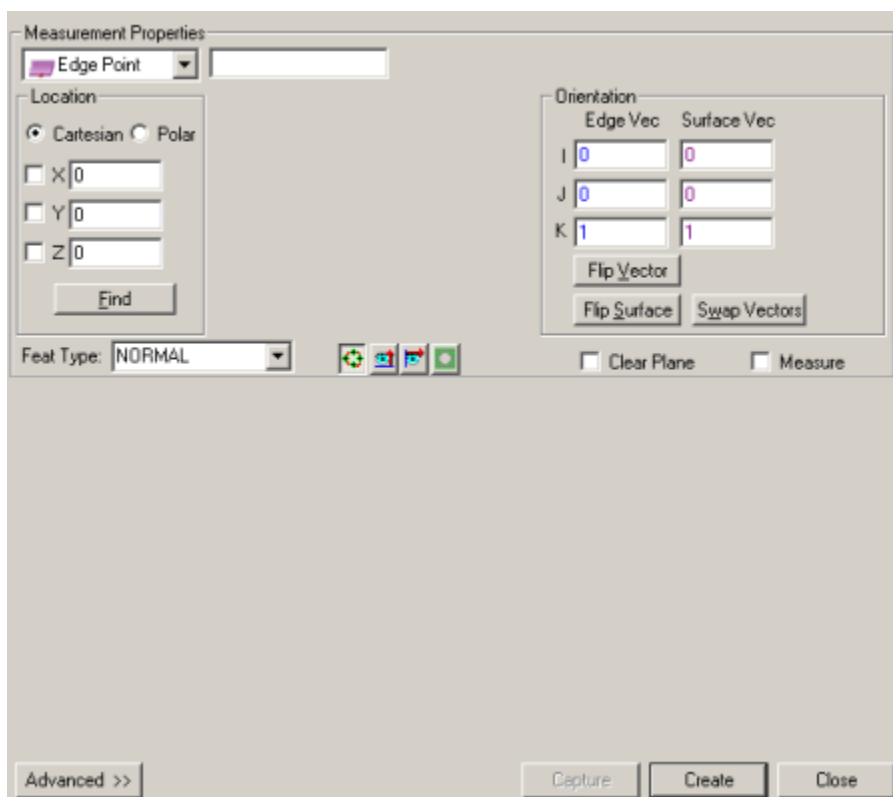 Measurement Properties
Edge Point
Location
Orientation
Edge Vec Surface Vec
Cartesian Polar
I 0 0
X 0
J 0 0
Y 0
K 1 1
Z 0
Flip Vector
Find
Flip Surface Swap Vectors
Feat Type: NORMAL
Clear Plane Measure
Advanced >> Capture Create Close